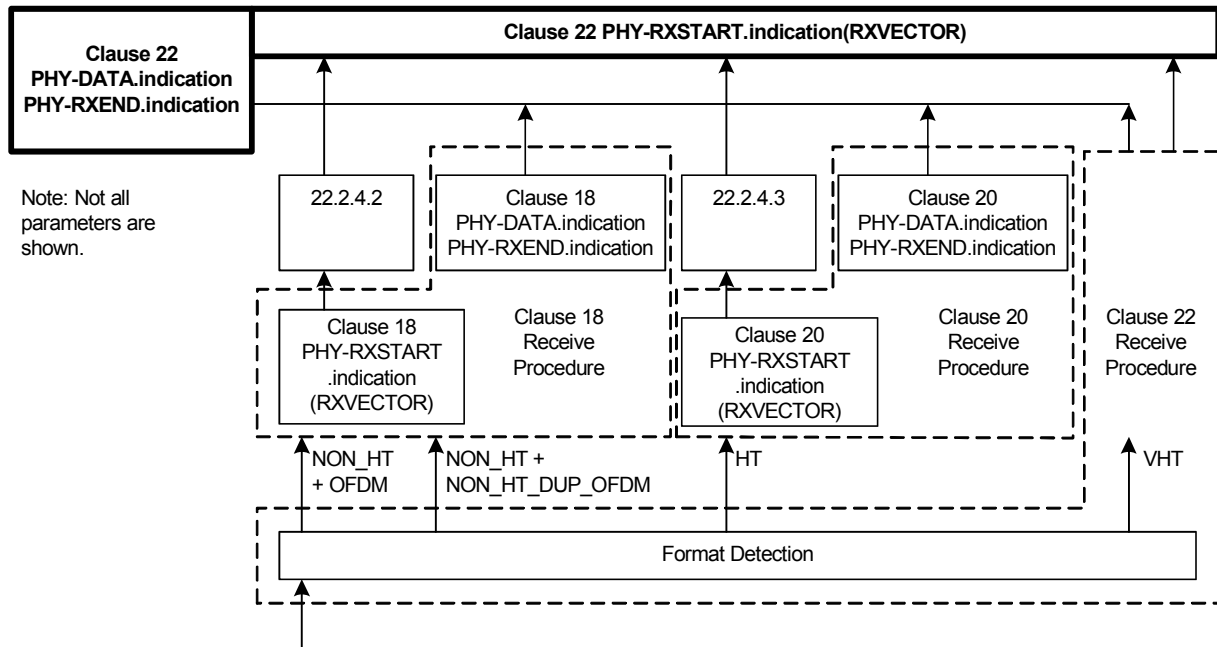 Clause 22 PHY-RXSTART.indication(RXVECTOR)
Clause 22
PHY-DATA.indication
PHY-RXEND.indication
Note: Not all
parameters are
shown.
22.2.4.2
Clause 18
PHY-DATA.indication
PHY-RXEND.indication
22.2.4.3
Clause 20
PHY-DATA.indication
PHY-RXEND.indication
Clause 18
PHY-RXSTART
.indication
(RXVECTOR)
Clause 18
Receive
Procedure
Clause 20
PHY-RXSTART
.indication
(RXVECTOR)
Clause 20
Receive
Procedure
Clause 22
Receive
Procedure
NON_HT
+ OFDM
NON_HT +
NON_HT_DUP_OFDM
HT
VHT
Format Detection